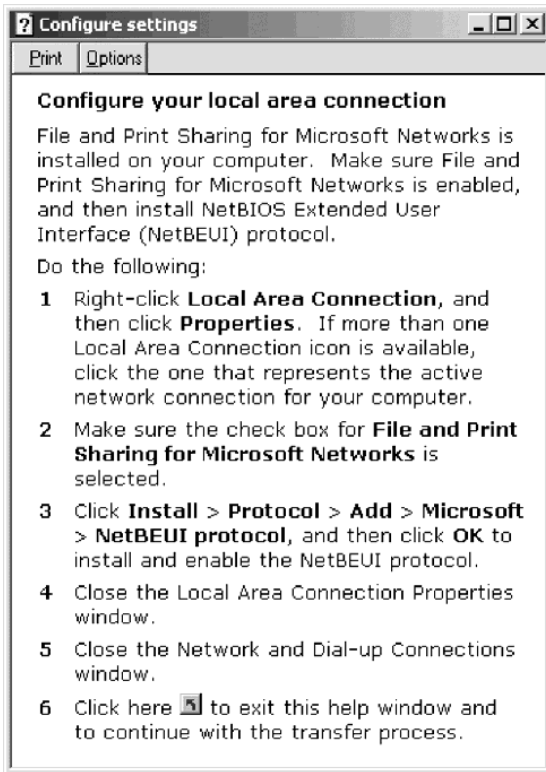 Configure settings
Print Options
Configure your local area connection
File and Print Sharing for Microsoft Networks is
installed on your computer. Make sure File and
Print Sharing for Microsoft Networks is enabled,
and then install NetBIOS Extended User
Interface (NetBEUI) protocol.
Do the following:
1 Right-click Local Area Connection, and
then click Properties. If more than one
Local Area Connection icon is available,
click the one that represents the active
network connection for your computer.
2 Make sure the check box for File and Print
Sharing for Microsoft Networks is
selected.
3 Click Install > Protocol > Add > Microsoft
> NetBEUI protocol, and then click OK to
install and enable the NetBEUI protocol.
4 Close the Local Area Connection Properties
window.
5 Close the Network and Dial-up Connections
window.
6 Click here to exit this help window and
to continue with the transfer process.